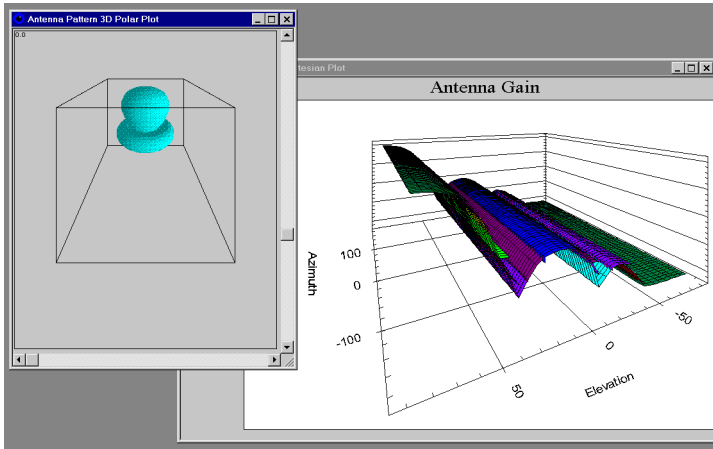 Antenna Pattern 3D Polar Plot
0.0
tesian Plot
Antenna Gain
Azimuth
100
0
-100
50
0
-50
Elevation